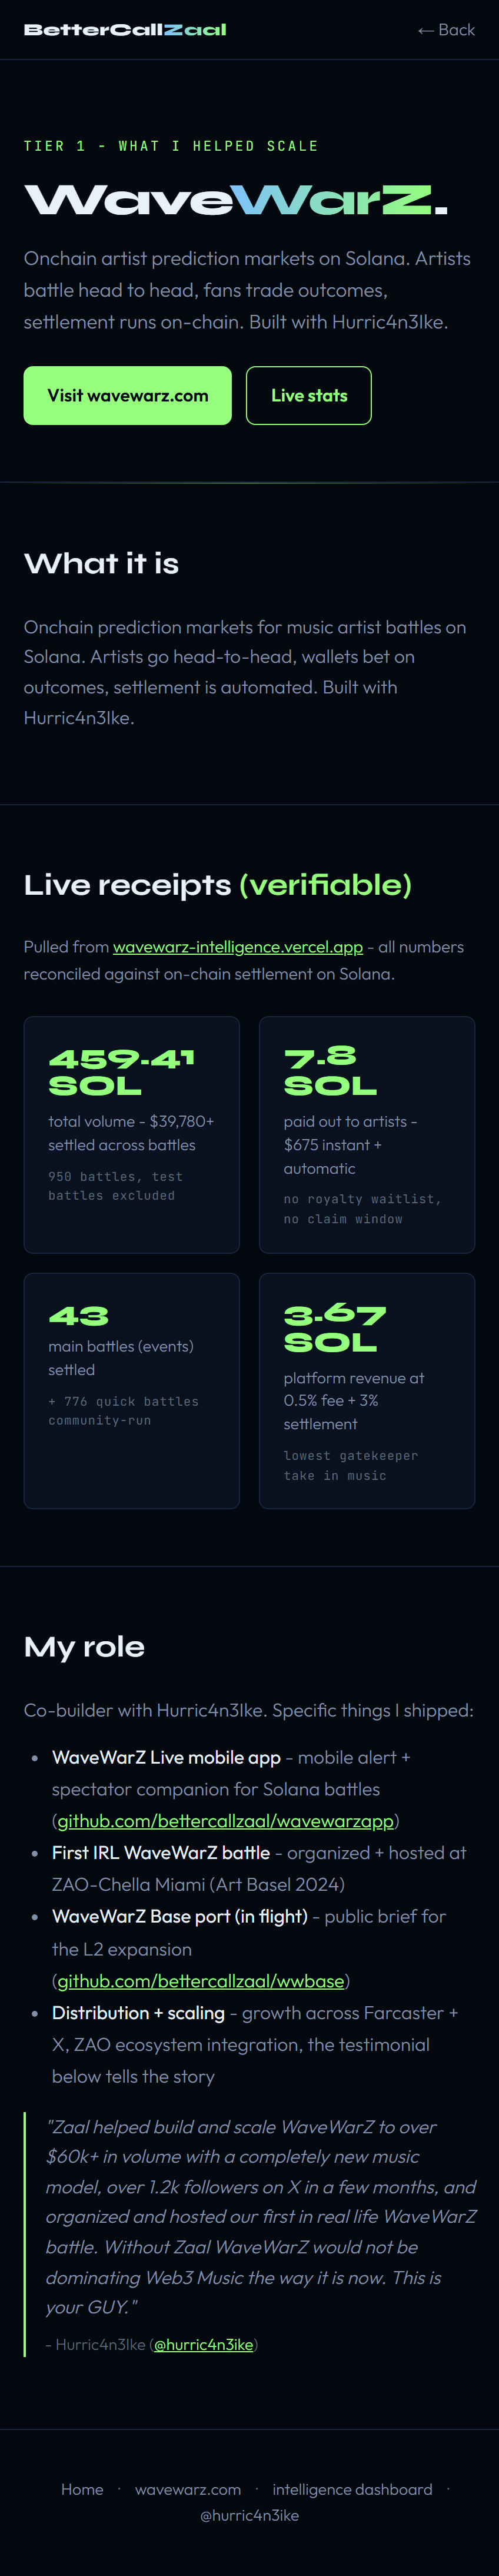 BetterCallZaal
← Back
TIER 1 - WHAT I HELPED SCALE
WaveWarZ.
Onchain artist prediction markets on Solana. Artists
battle head to head, fans trade outcomes,
settlement runs on-chain. Built with Hurric4n3Ike.
Visit wavewarz.com
Live stats
What it is
Onchain prediction markets for music artist battles on
Solana. Artists go head-to-head, wallets bet on
outcomes, settlement is automated. Built with
Hurric4n3Ike.
Live receipts (verifiable)
Pulled from wavewarz-intelligence.vercel.app - all numbers
reconciled against on-chain settlement on Solana.
459.41
SOL
total volume - $39,780+
settled across battles
950 battles, test
battles excluded
7.8
SOL
paid out to artists -
$675 instant +
automatic
no royalty waitlist,
no claim window
43
main battles (events)
settled
+ 776 quick battles
community-run
3.67
SOL
platform revenue at
0.5% fee + 3%
settlement
lowest gatekeeper
take in music
My role
Co-builder with Hurric4n3Ike. Specific things I shipped:
• WaveWarZ Live mobile app - mobile alert +
spectator companion for Solana battles
(github.com/bettercallzaal/wavewarzapp)
• First IRL WaveWarZ battle - organized + hosted at
ZAO-Chella Miami (Art Basel 2024)
• WaveWarZ Base port (in flight) - public brief for
the L2 expansion
(github.com/bettercallzaal/wwbase)
• Distribution + scaling - growth across Farcaster +
X, ZAO ecosystem integration, the testimonial
below tells the story
"Zaal helped build and scale WaveWarZ to over
$60k+ in volume with a completely new music
model, over 1.2k followers on X in a few months, and
organized and hosted our first in real life WaveWarZ
battle. Without Zaal WaveWarZ would not be
dominating Web3 Music the way it is now. This is
your GUY."
- Hurric4n3Ike (@hurric4n3ike)
Home · wavewarz.com · intelligence dashboard ·
@hurric4n3ike